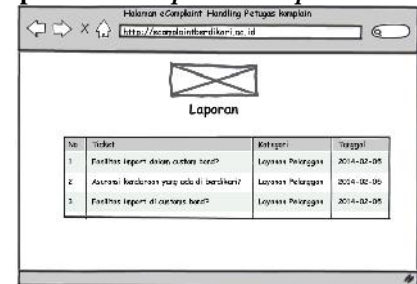 Halaman eComplaint Handling Petugas komplain
http://ecomplaintberdikari.ac.id
Laporan
No Ticket Kategori Tanggal
1 Fasilitas import dalam custom bond? Layanan Pelanggan 2014-02-05
2 Asuransi kendaraan yang ada di berdikari? Layanan Pelanggan 2014-02-05
3 Fasilitas import di customs bond? Layanan Pelanggan 2014-02-05